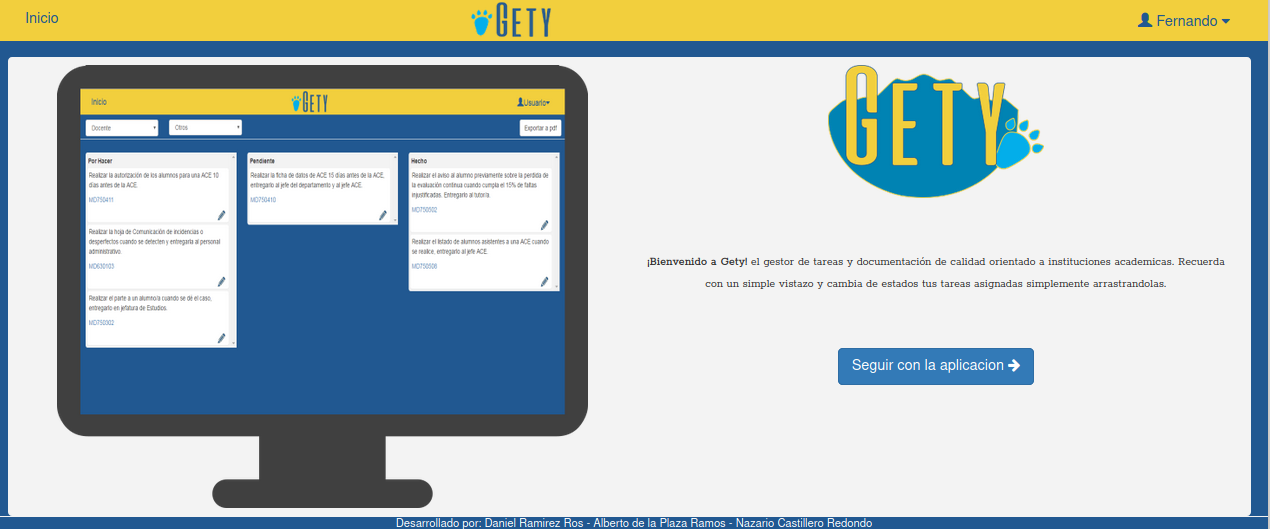 Inicio
GETY
Fernando
Inicio
GETY
Usuario
Docente
Otros
Exportar a pdf
Por Hacer
Realizar la autorización de los alumnos para una ACE 10
días antes de la ACE.
MD750411
Realizar la hoja de Comunicación de incidencias o
desperfectos cuando se detecten y entregarla al personal
administrativo.
MD630103
Realizar el parte a un alumno/a cuando se dé el caso,
entregarlo en jefatura de Estudios.
MD750302
Pendiente
Realizar la ficha de datos de ACE 15 días antes de la ACE,
entregarlo al jefe del departamento y al jefe ACE.
MD750410
Hecho
Realizar el aviso al alumno previamente sobre la perdida de
la evaluación continua cuando cumpla el 15% de faltas
injustificadas. Entregarlo al tutor/a.
MD750502
Realizar el listado de alumnos asistentes a una ACE cuando
se realice, entregarlo al jefe ACE.
MD750508
GETY
¡Bienvenido a Gety! el gestor de tareas y documentación de calidad orientado a instituciones academicas. Recuerda
con un simple vistazo y cambia de estados tus tareas asignadas simplemente arrastrandolas.
Seguir con la aplicacion
Desarrollado por: Daniel Ramirez Ros - Alberto de la Plaza Ramos - Nazario Castillero Redondo